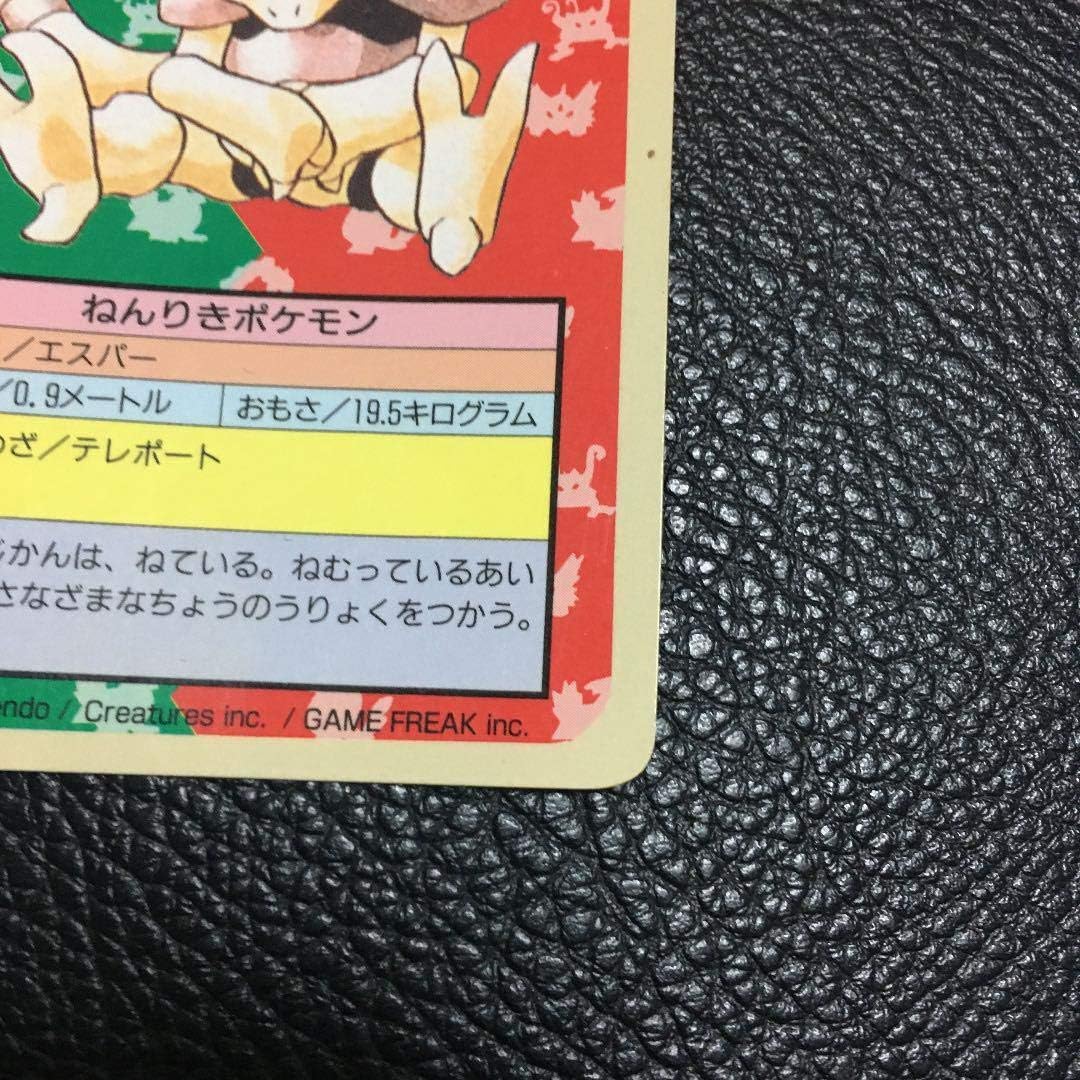 ねんりきポケモン
／エスパー
／0.9メートル おもさ／19.5キログラム
わざ／テレポート
じかんは、ねている。ねむっているあい
さなざまなちょうのうりょくをつかう。
endo / Creatures inc. / GAME FREAK inc.